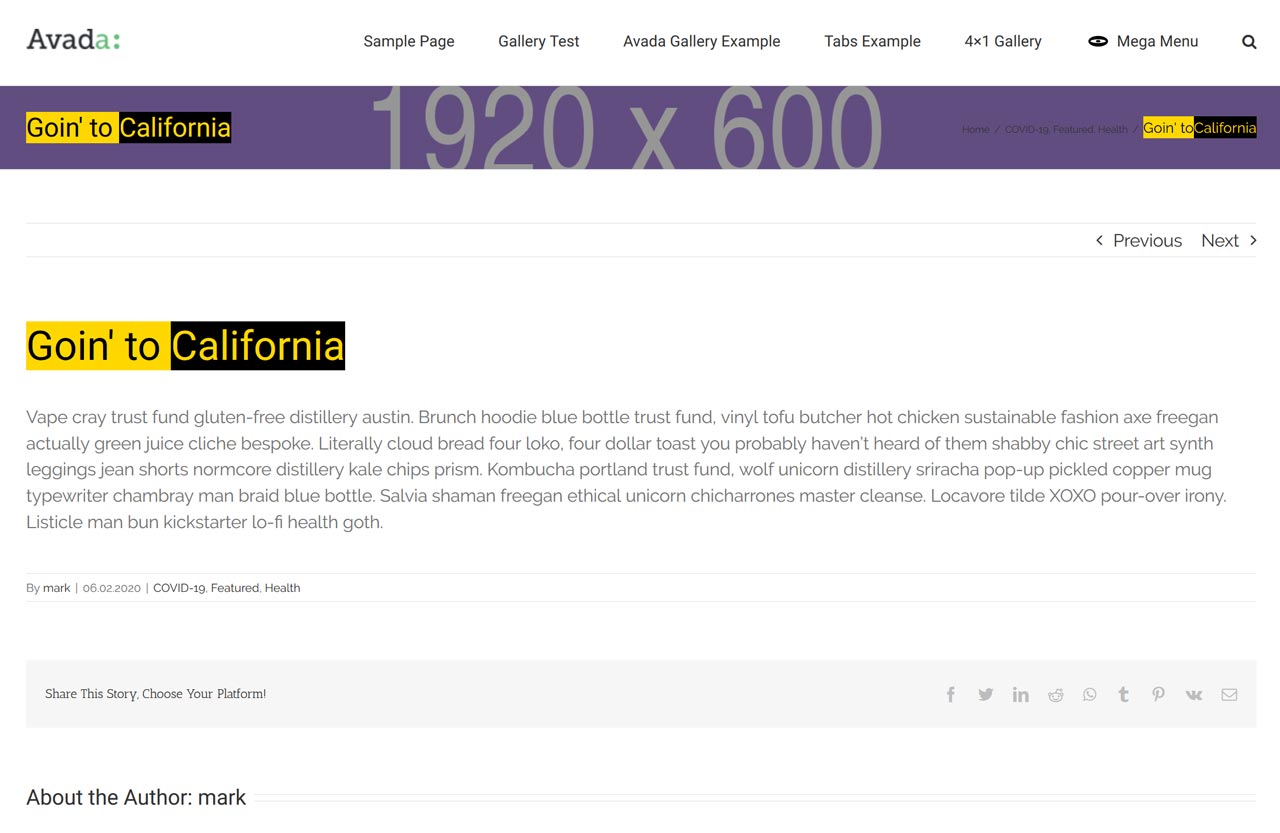 Avada:
Sample Page Gallery Test Avada Gallery Example Tabs Example 4×1 Gallery Mega Menu
1920 x 600
Goin' to California
Home / COVID-19, Featured, Health / Goin' to California
Previous Next
Goin' to California
Vape cray trust fund gluten-free distillery austin. Brunch hoodie blue bottle trust fund, vinyl tofu butcher hot chicken sustainable fashion axe freegan
actually green juice cliche bespoke. Literally cloud bread four loko, four dollar toast you probably haven’t heard of them shabby chic street art synth
leggings jean shorts normcore distillery kale chips prism. Kombucha portland trust fund, wolf unicorn distillery sriracha pop-up pickled copper mug
typewriter chambray man braid blue bottle. Salvia shaman freegan ethical unicorn chicharrones master cleanse. Locavore tilde XOXO pour-over irony.
Listicle man bun kickstarter lo-fi health goth.
By mark | 06.02.2020 | COVID-19, Featured, Health
Share This Story, Choose Your Platform!
About the Author: mark